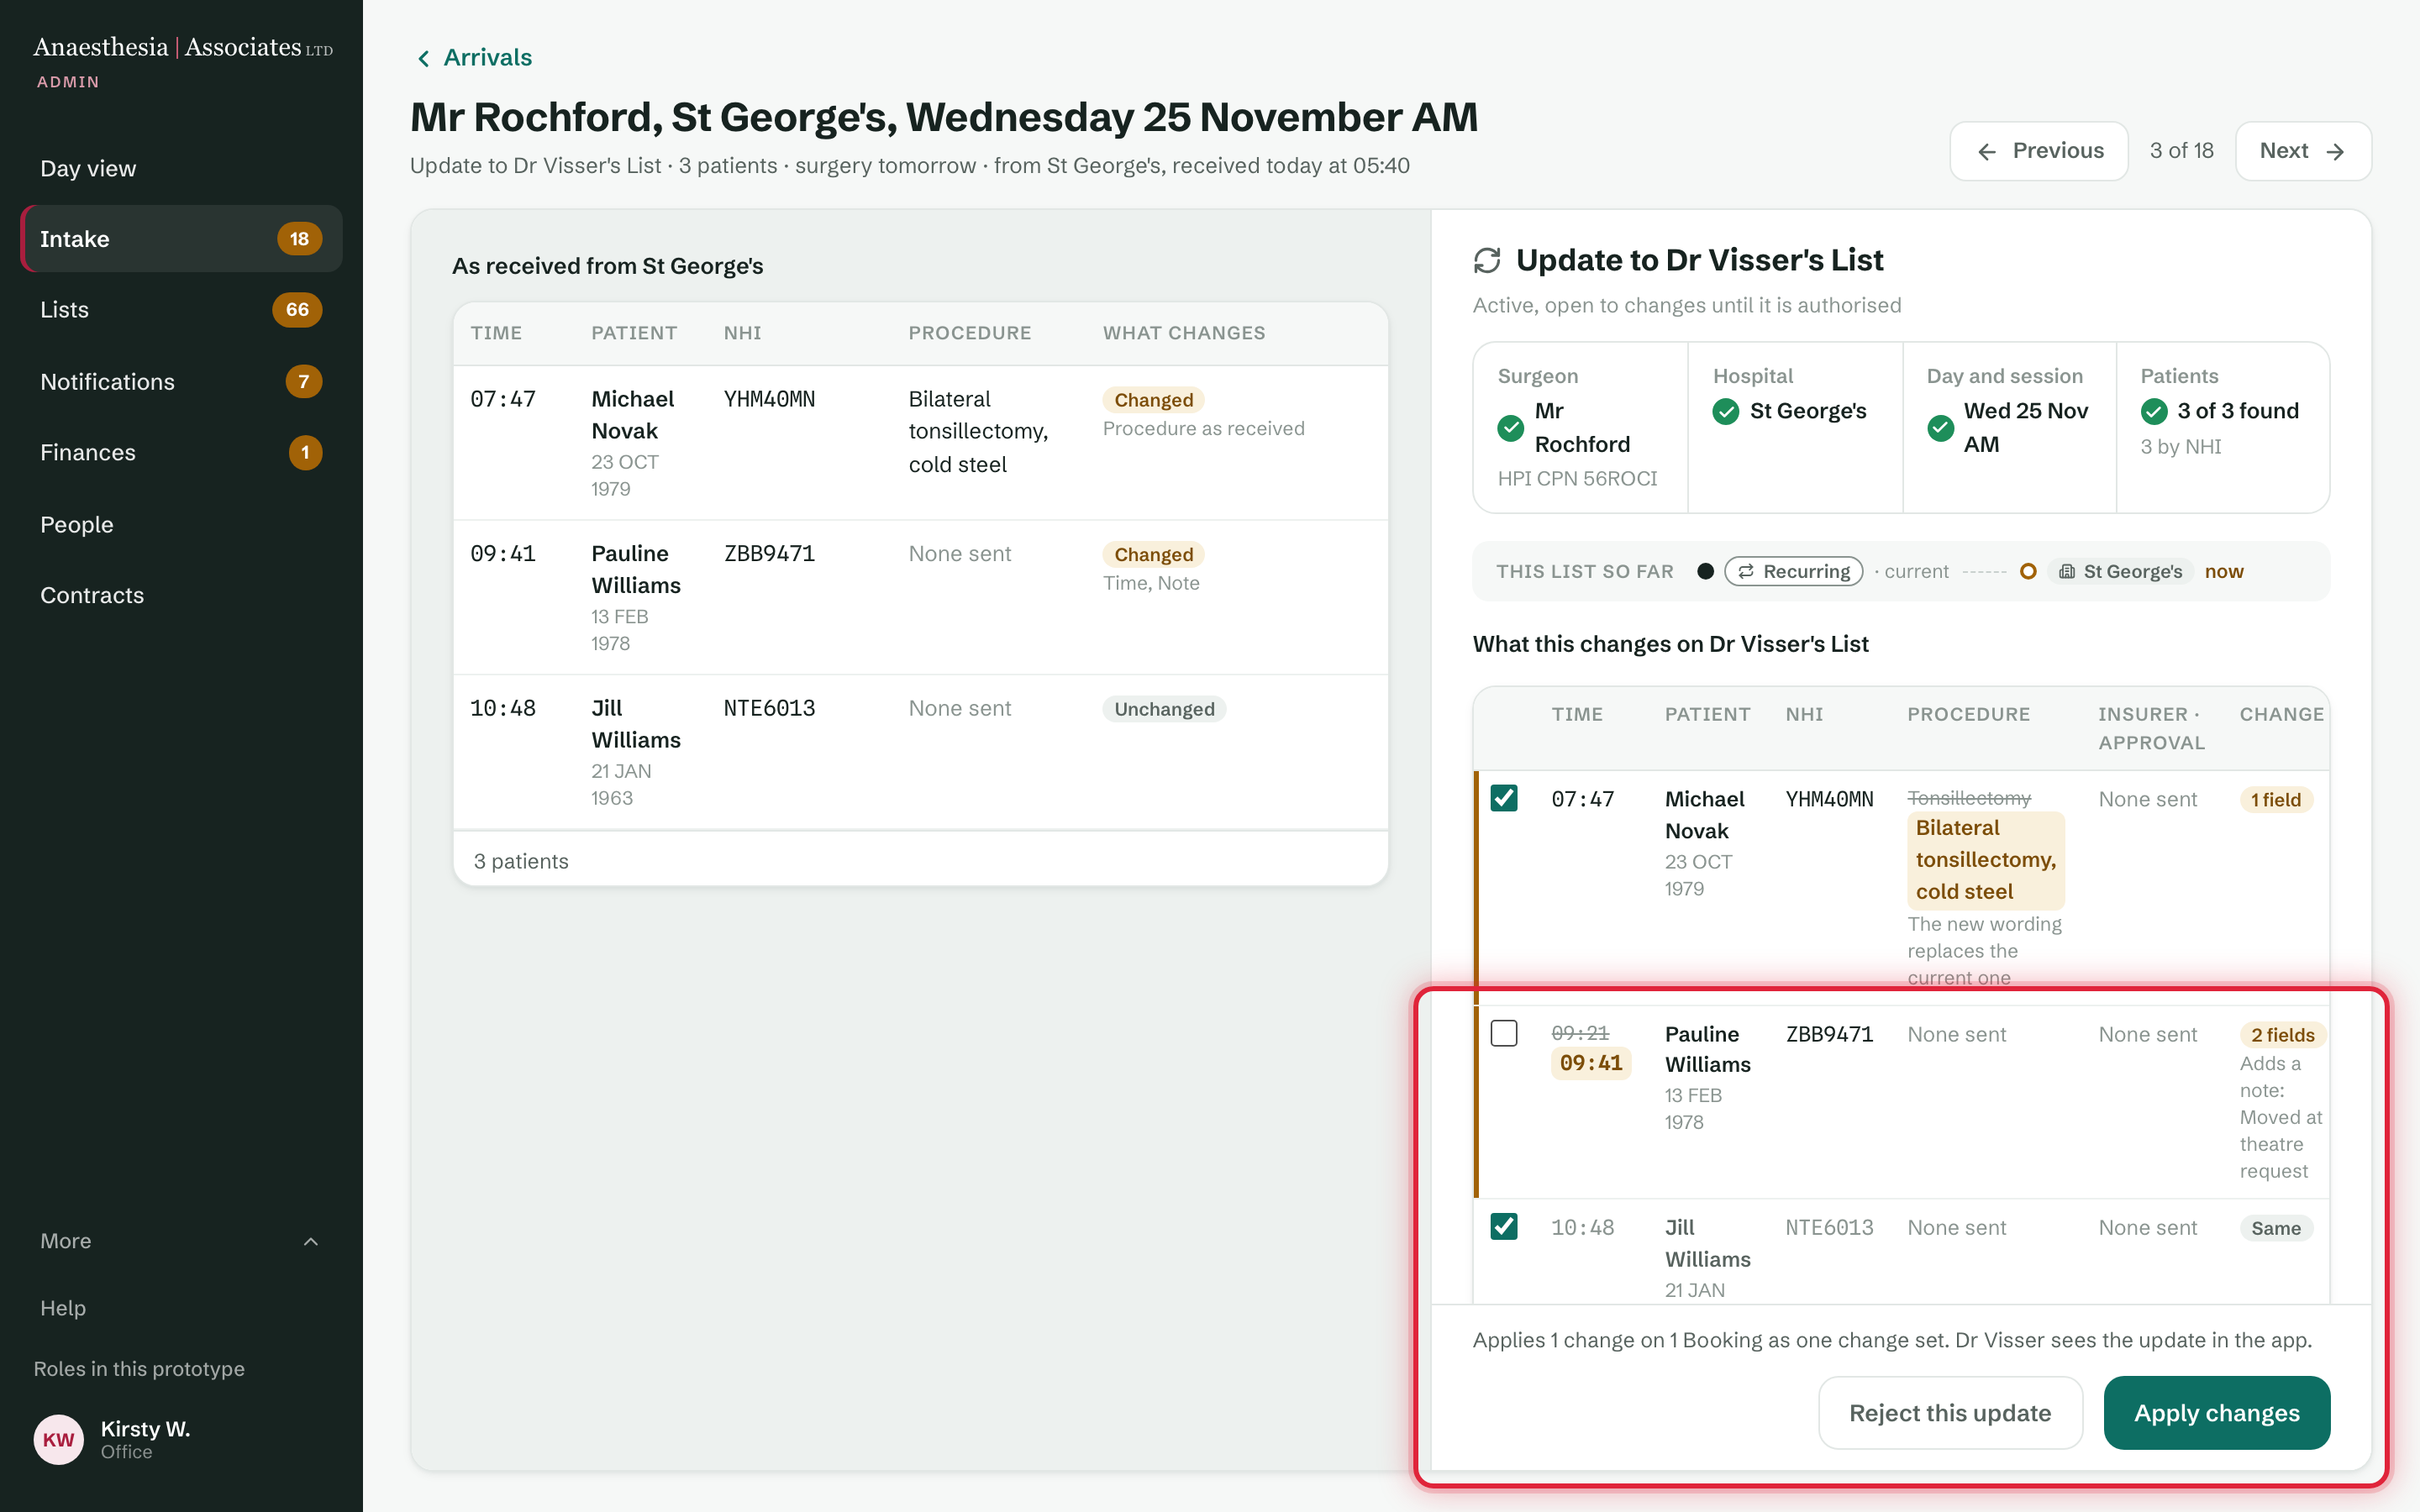 Anaesthesia | Associates LTD
ADMIN
Day view
Intake 18
Lists 66
Notifications 7
Finances 1
People
Contracts
More
Help
Roles in this prototype
KW
Kirsty W.
Office
Arrivals
Mr Rochford, St George's, Wednesday 25 November AM
Update to Dr Visser's List · 3 patients · surgery tomorrow · from St George's, received today at 05:40
Previous
3 of 18
Next
As received from St George's
TIME PATIENT NHI PROCEDURE WHAT CHANGES
07:47 Michael YHM40MN Bilateral Changed
Novak tonsillectomy, Procedure as received
23 OCT cold steel
1979
09:41 Pauline ZBB9471 None sent Changed
Williams Time, Note
13 FEB
1978
10:48 Jill NTE6013 None sent Unchanged
Williams
21 JAN
1963
3 patients
Update to Dr Visser's List
Active, open to changes until it is authorised
Surgeon
Mr
Rochford
HPI CPN 56ROCI
Hospital
St George's
Day and session
Wed 25 Nov
AM
Patients
3 of 3 found
3 by NHI
THIS LIST SO FAR Recurring · current St George's now
What this changes on Dr Visser's List
TIME PATIENT NHI PROCEDURE INSURER · CHANGE
APPROVAL
07:47 Michael YHM40MN Tonsillectomy None sent 1 field
Novak Bilateral
23 OCT tonsillectomy,
1979 cold steel
The new wording
replaces the
current one
09:21 Pauline ZBB9471 None sent None sent 2 fields
09:41 Williams Adds a
13 FEB note:
1978 Moved at
theatre
request
10:48 Jill NTE6013 None sent None sent Same
Williams
21 JAN
Applies 1 change on 1 Booking as one change set. Dr Visser sees the update in the app.
Reject this update
Apply changes